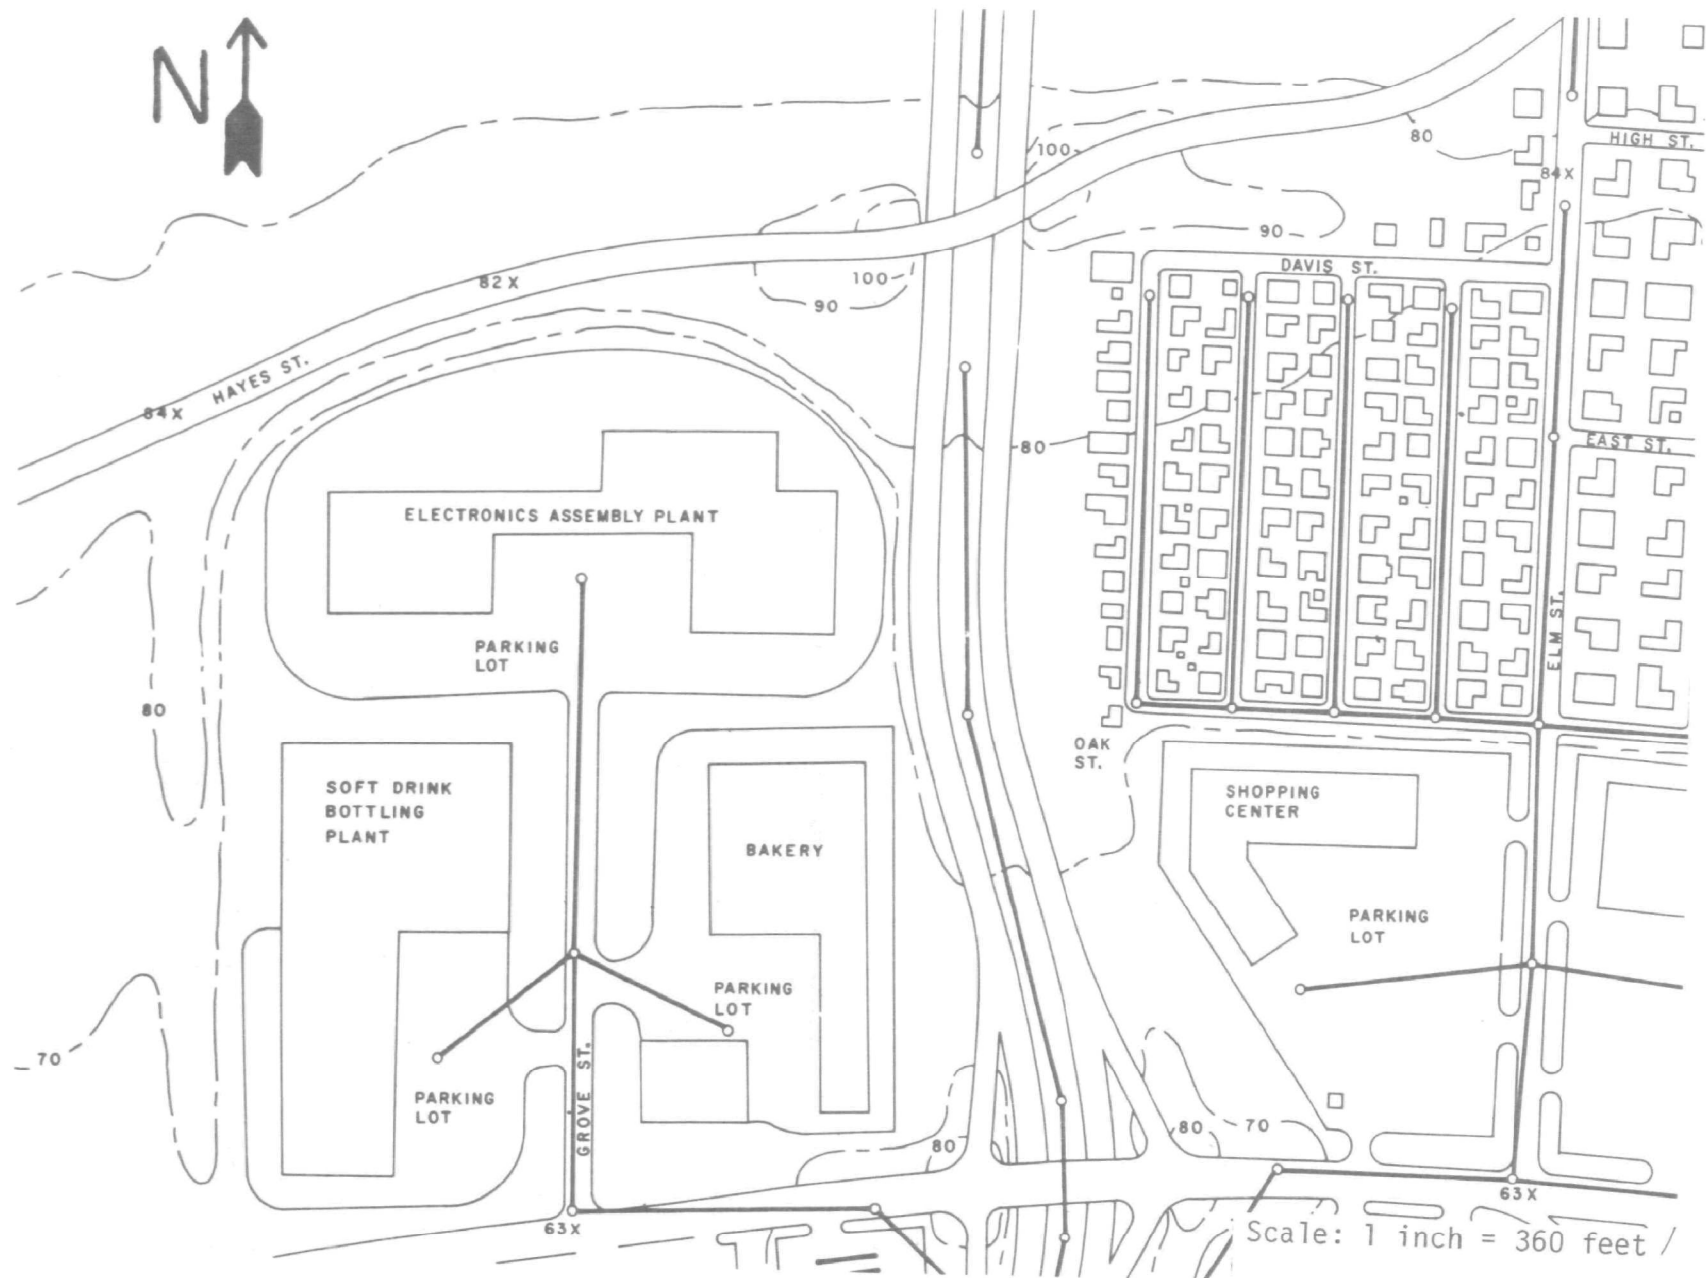 N
HIGH ST.
80
100
84X
90
82X
100
90
DAVIS ST.
HAYES ST.
84X
80
EAST ST.
ELECTRONICS ASSEMBLY PLANT
ELM ST.
PARKING
LOT
80
OAK
ST.
SOFT DRINK
BOTTLING
PLANT
SHOPPING
CENTER
BAKERY
PARKING
LOT
PARKING
LOT
70
GROVE ST.
PARKING
LOT
80
80
70
63X
63X
Scale: 1 inch = 360 feet